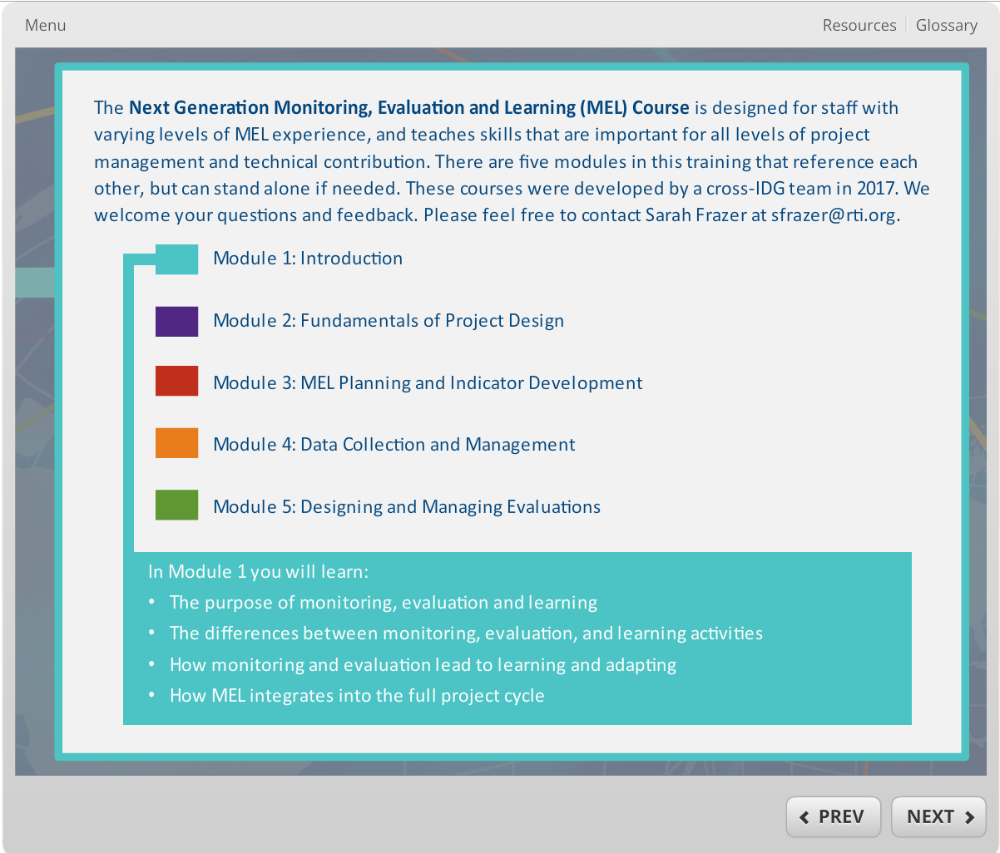 Menu
Resources
Glossary
The Next Generation Monitoring, Evaluation and Learning (MEL) Course is designed for staff with
varying levels of MEL experience, and teaches skills that are important for all levels of project
management and technical contribution. There are five modules in this training that reference each
other, but can stand alone if needed. These courses were developed by a cross-IDG team in 2017. We
welcome your questions and feedback. Please feel free to contact Sarah Frazer at sfrazer@rti.org.
Module 1: Introduction
Module 2: Fundamentals of Project Design
Module 3: MEL Planning and Indicator Development
Module 4: Data Collection and Management
Module 5: Designing and Managing Evaluations
In Module 1 you will learn:
• The purpose of monitoring, evaluation and learning
• The differences between monitoring, evaluation, and learning activities
• How monitoring and evaluation lead to learning and adapting
• How MEL integrates into the full project cycle
PREV
NEXT